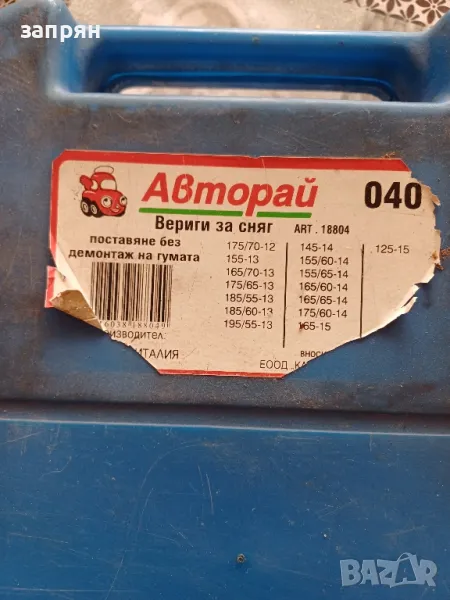 запрян
Авторай
040
Вериги за сняг
ART. 18804
поставяне без
демонтаж на гумата
175/70-12
155-13
165/70-13
175/65-13
185/55-13
185/60-13
195/55-13
145-14
155/60-14
155/65-14
165/60-14
165/65-14
175/60-14
165-15
125-15
ИТАЛИЯ
ЕООД
BAZAR